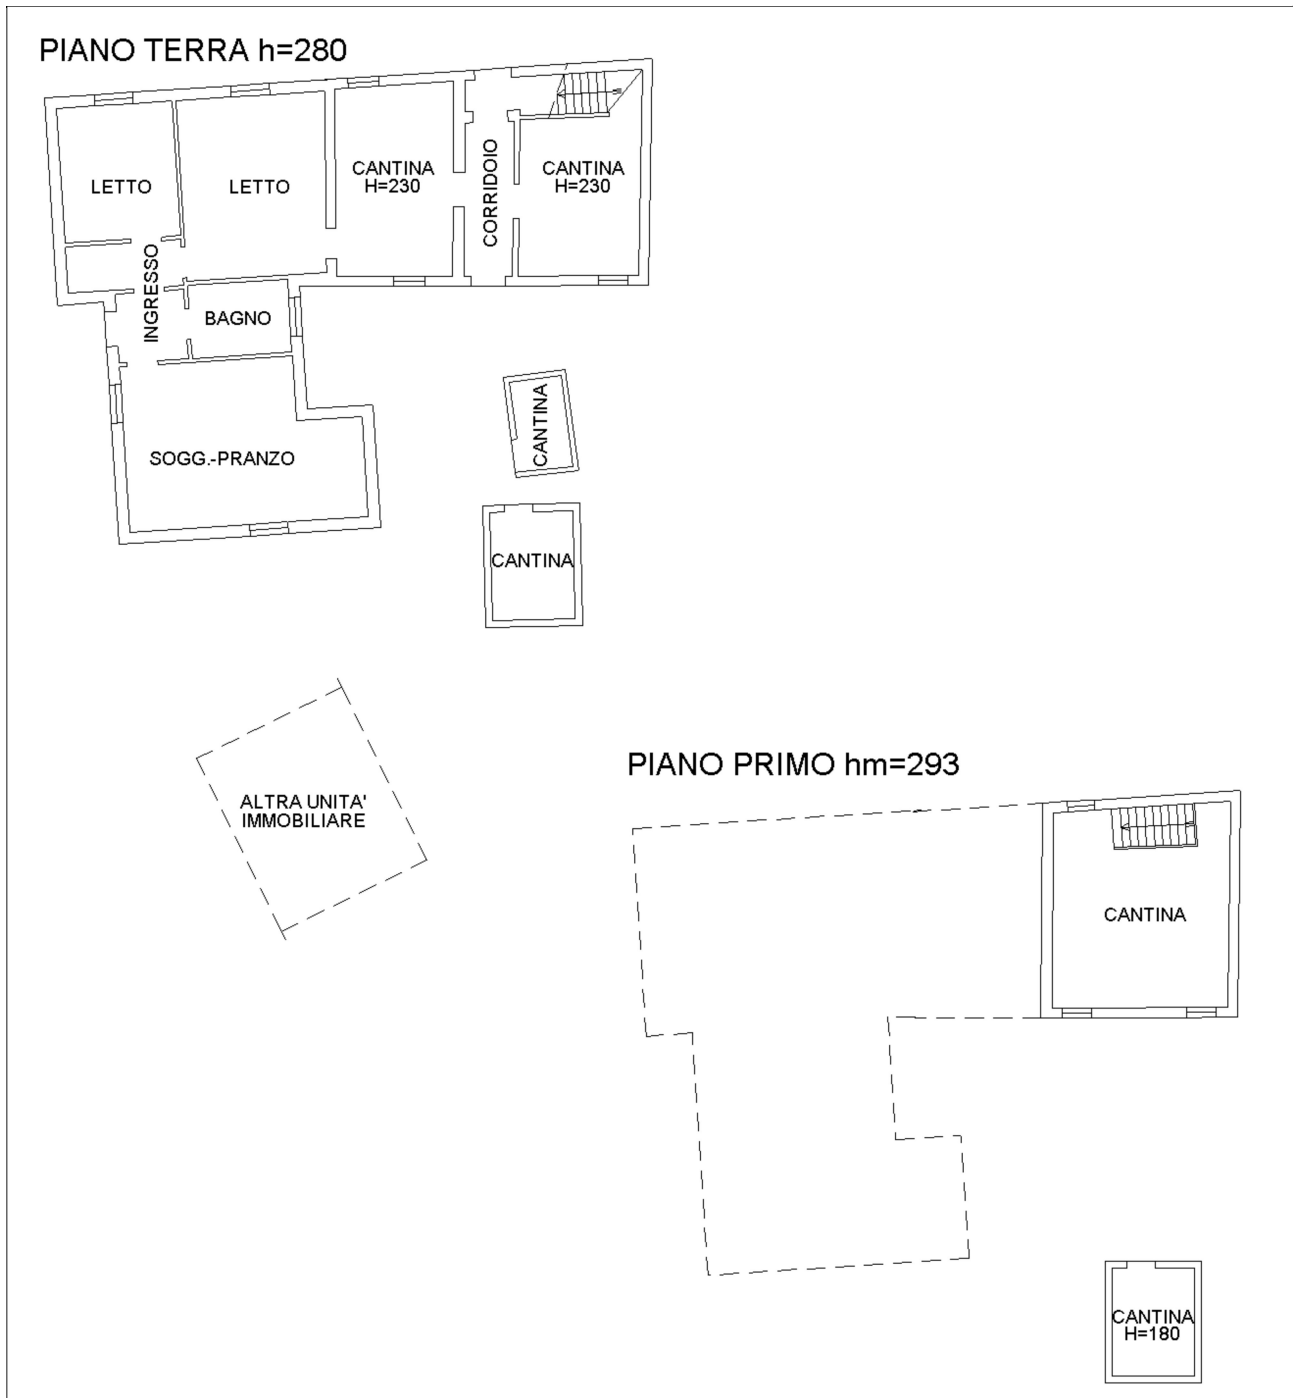 PIANO TERRA h=280
LETTO
LETTO
CANTINA
H=230
CORRIDOIO
CANTINA
H=230
INGRESSO
BAGNO
SOGG.-PRANZO
CANTINA
CANTINA
ALTRA UNITA'
IMMOBILIARE
PIANO PRIMO hm=293
CANTINA
CANTINA
H=180